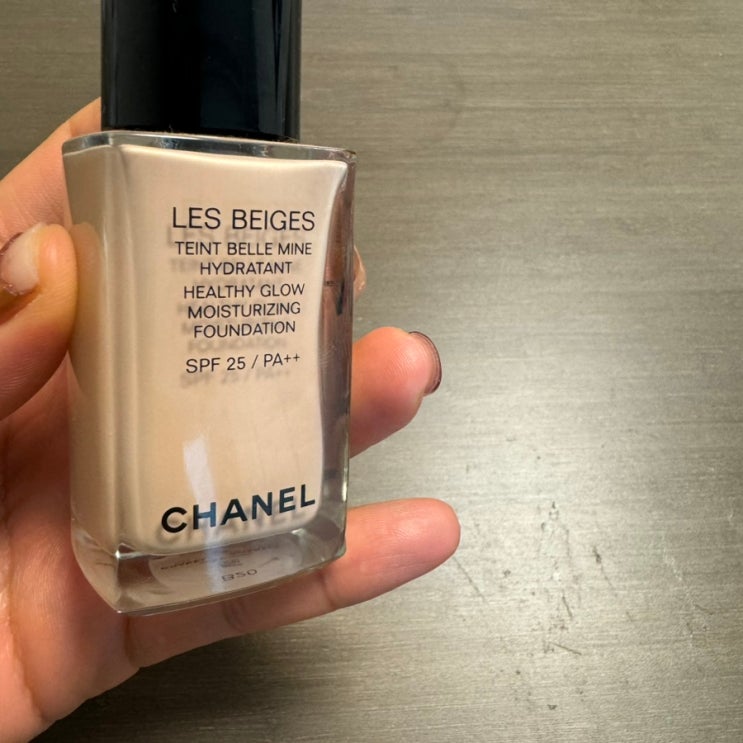 LES BEIGES
TEINT BELLE MINE
HYDRATANT
HEALTHY GLOW
MOISTURIZING
FOUNDATION
SPF 25 / PA++
CHANEL